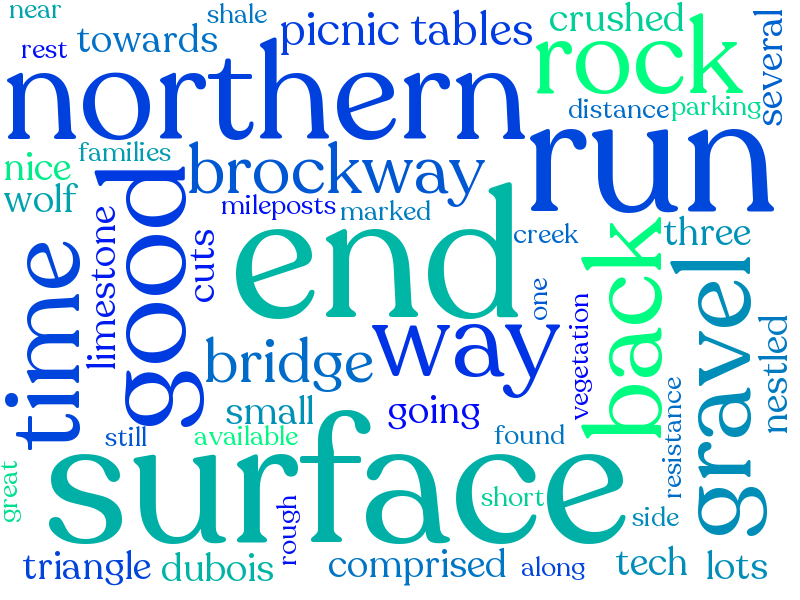 near
shale
rest
towards
picnic tables
crushed
several
northern
rock
distance
parking
families
run
nice
brockway
wolf
good
mileposts
marked
limestone
cuts
end
creek
back
three
time
one
gravel
way
vegetation
bridge
nestled
small
going
resistance
still
available
found
great
surface
short
rough
side
triangle
dubois
comprised
along
tech
lots